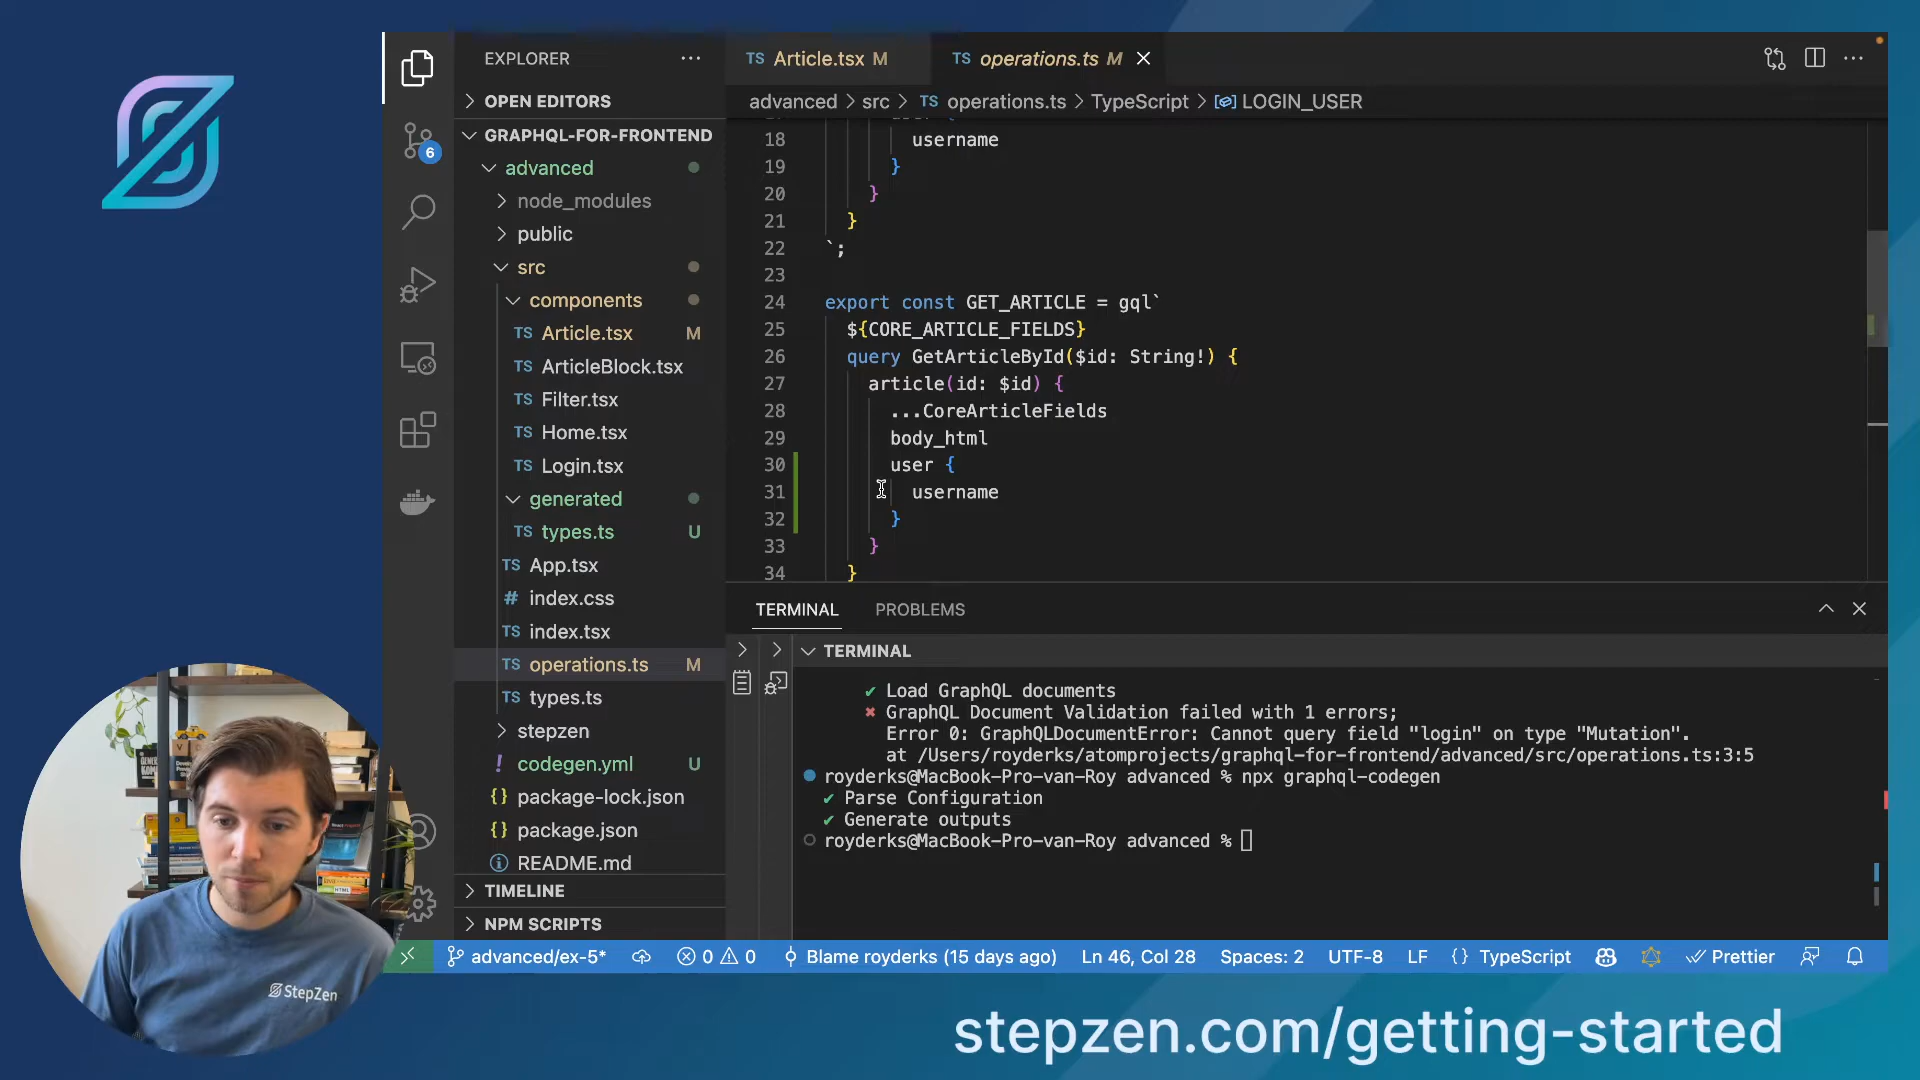 EXPLORER
OPEN EDITORS
GRAPHQL-FOR-FRONTEND
advanced
node_modules
public
src
components
TS Article.tsx M
TS ArticleBlock.tsx
TS Filter.tsx
TS Home.tsx
TS Login.tsx
generated
TS types.ts U
TS App.tsx
# index.css
TS index.tsx
TS operations.ts M
TS types.ts
stepzen
! codegen.yml U
{} package-lock.json
{} package.json
README.md
TIMELINE
NPM SCRIPTS
6
TS Article.tsx M
TS operations.ts M
advanced > src > TS operations.ts > TypeScript > LOGIN_USER
18 username
19 }
20 }
21 }
22 `;
23
24 export const GET_ARTICLE = gql`
25 ${CORE_ARTICLE_FIELDS}
26 query GetArticleById($id: String!) {
27 article(id: $id) {
28 ...CoreArticleFields
29 body_html
30 user {
31 username
32 }
33 }
34 }
TERMINAL PROBLEMS
TERMINAL
✔ Load GraphQL documents
✖ GraphQL Document Validation failed with 1 errors;
Error 0: GraphQLDocumentError: Cannot query field "login" on type "Mutation".
at /Users/royderks/atomprojects/graphql-for-frontend/advanced/src/operations.ts:3:5
royderks@MacBook-Pro-van-Roy advanced % npx graphql-codegen
✔ Parse Configuration
✔ Generate outputs
royderks@MacBook-Pro-van-Roy advanced %
advanced/ex-5* 0 0 Blame royderks (15 days ago) Ln 46, Col 28 Spaces: 2 UTF-8 LF {} TypeScript Prettier
StepZen
stepzen.com/getting-started